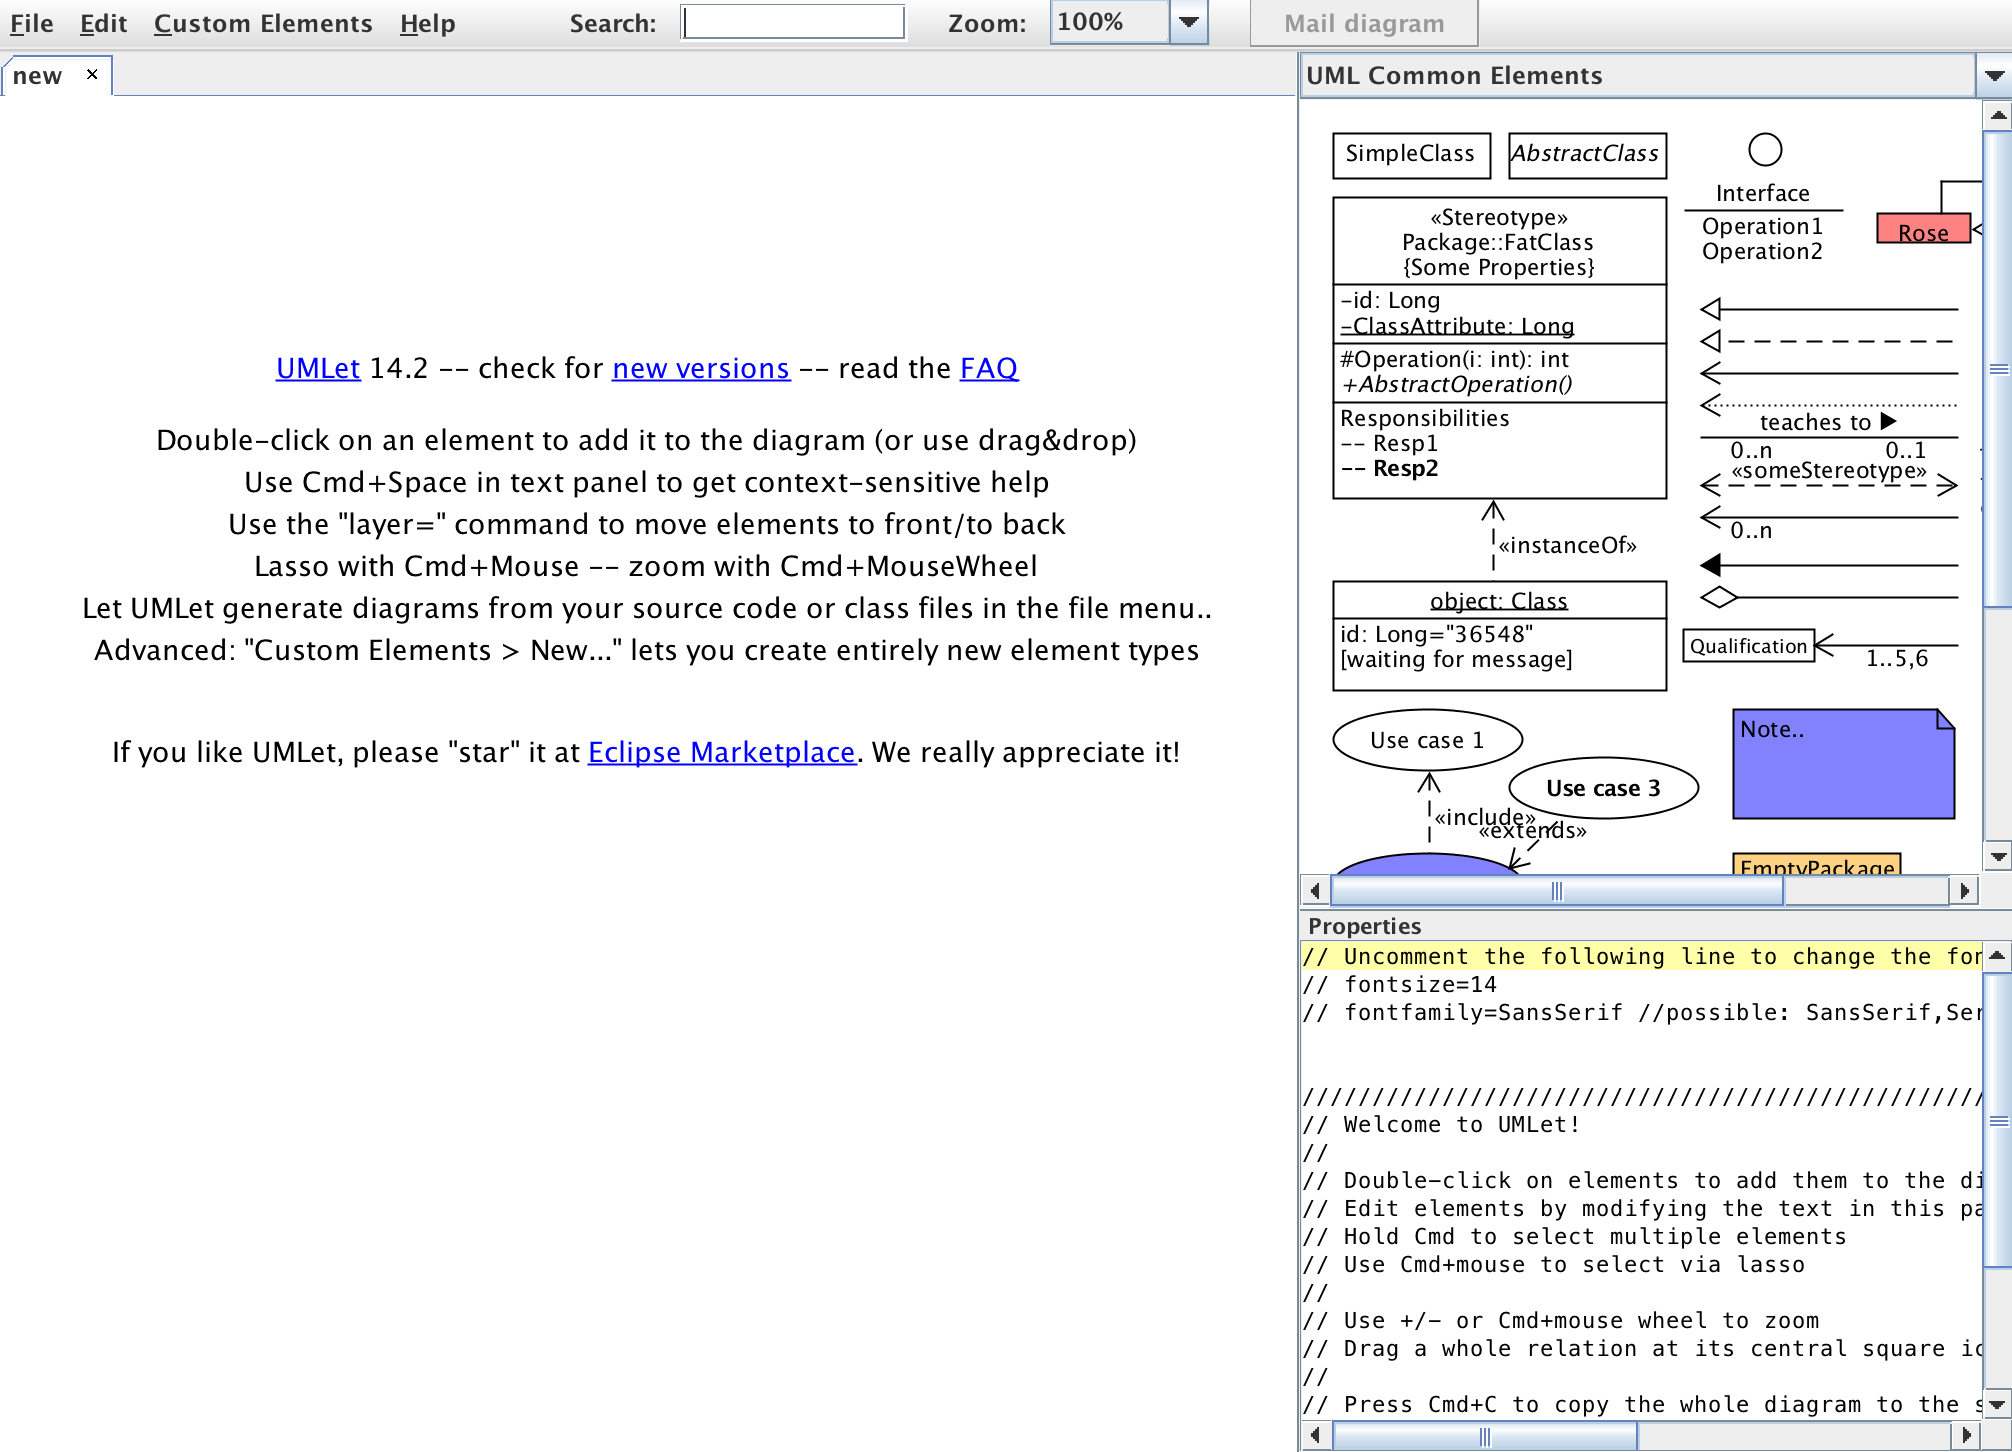 File Edit Custom Elements Help Search: Zoom: 100% Mail diagram
new
UMLet 14.2 -- check for new versions -- read the FAQ
Double-click on an element to add it to the diagram (or use drag&drop)
Use Cmd+Space in text panel to get context-sensitive help
Use the "layer=" command to move elements to front/to back
Lasso with Cmd+Mouse -- zoom with Cmd+MouseWheel
Let UMLet generate diagrams from your source code or class files in the file menu..
Advanced: "Custom Elements > New..." lets you create entirely new element types
If you like UMLet, please "star" it at Eclipse Marketplace. We really appreciate it!
UML Common Elements
SimpleClass
AbstractClass
«Stereotype»
Package::FatClass
{Some Properties}
-id: Long
-ClassAttribute: Long
#Operation(i: int): int
+AbstractOperation()
Responsibilities
-- Resp1
-- Resp2
«instanceOf»
object: Class
id: Long="36548"
[waiting for message]
Interface
Operation1
Operation2
Rose
teaches to ▶
0..n 0..1
«someStereotype»
0..n
Qualification
1..5,6
Use case 1
Use case 3
«include»
«extends»
Note..
EmptyPackage
Properties
// Uncomment the following line to change the fon
// fontsize=14
// fontfamily=SansSerif //possible: SansSerif,Ser
/////////////////////////////////////////////////
// Welcome to UMLet!
//
// Double-click on elements to add them to the di
// Edit elements by modifying the text in this pa
// Hold Cmd to select multiple elements
// Use Cmd+mouse to select via lasso
//
// Use +/- or Cmd+mouse wheel to zoom
// Drag a whole relation at its central square ic
//
// Press Cmd+C to copy the whole diagram to the s